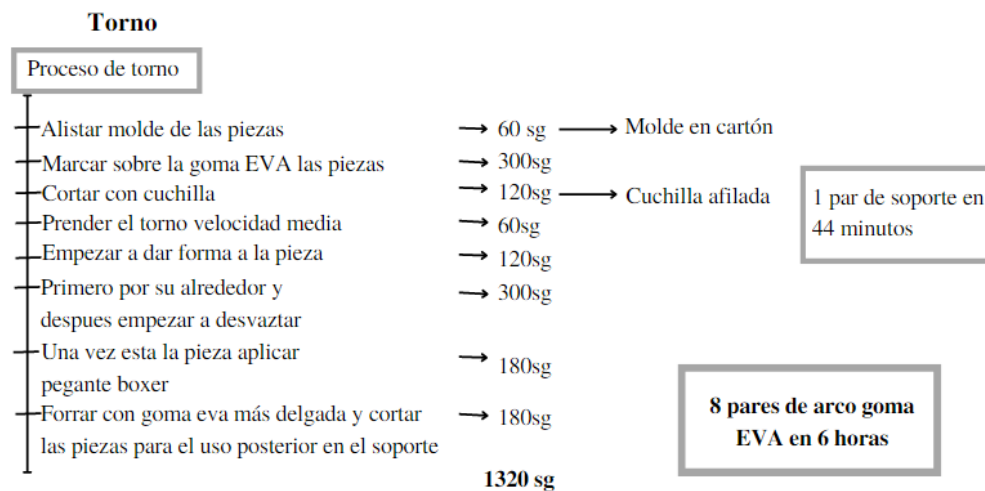 Torno
Proceso de torno
Alistar molde de las piezas 60 sg Molde en cartón
Marcar sobre la goma EVA las piezas 300sg
Cortar con cuchilla 120sg Cuchilla afilada
Prender el torno velocidad media 60sg
Empezar a dar forma a la pieza 120sg
Primero por su alrededor y 300sg
despues empezar a desvaztar
Una vez esta la pieza aplicar 180sg
pegante boxer
Forrar con goma eva más delgada y cortar 180sg
las piezas para el uso posterior en el soporte
1320 sg
1 par de soporte en
44 minutos
8 pares de arco goma
EVA en 6 horas